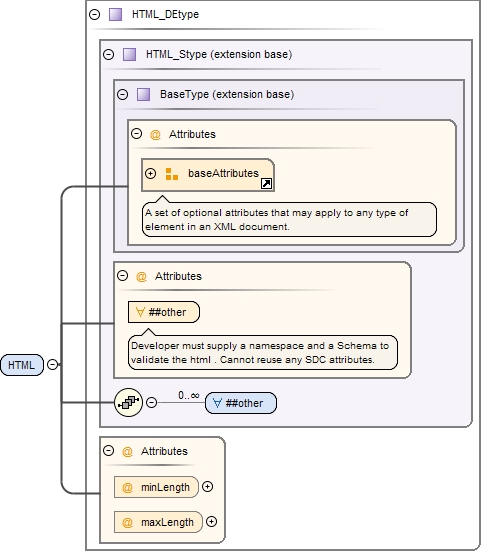 HTML_DEtype
HTML_Stype (extension base)
BaseType (extension base)
@ Attributes
baseAttributes
A set of optional attributes that may apply to any type of
element in an XML document.
@ Attributes
∀ ##other
Developer must supply a namespace and a Schema to
validate the html . Cannot reuse any SDC attributes.
HTML
0..∞
∀ ##other
@ Attributes
@ minLength
@ maxLength